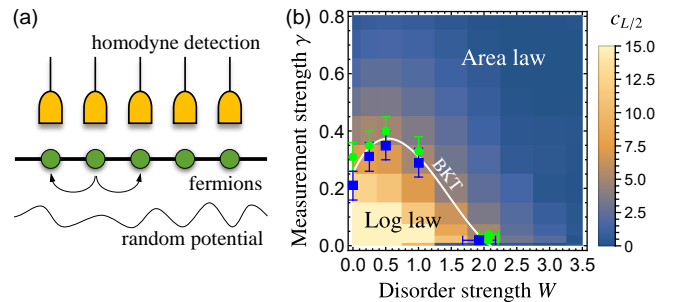 (a)
homodyne detection
fermions
random potential
(b)
Measurement strength γ
0.8
0.6
0.4
0.2
0.0
Area law
BKT
Log law
0.0 0.5 1.0 1.5 2.0 2.5 3.0 3.5
Disorder strength W
c_{L/2}
15.0
12.5
10.0
7.5
5.0
2.5
0